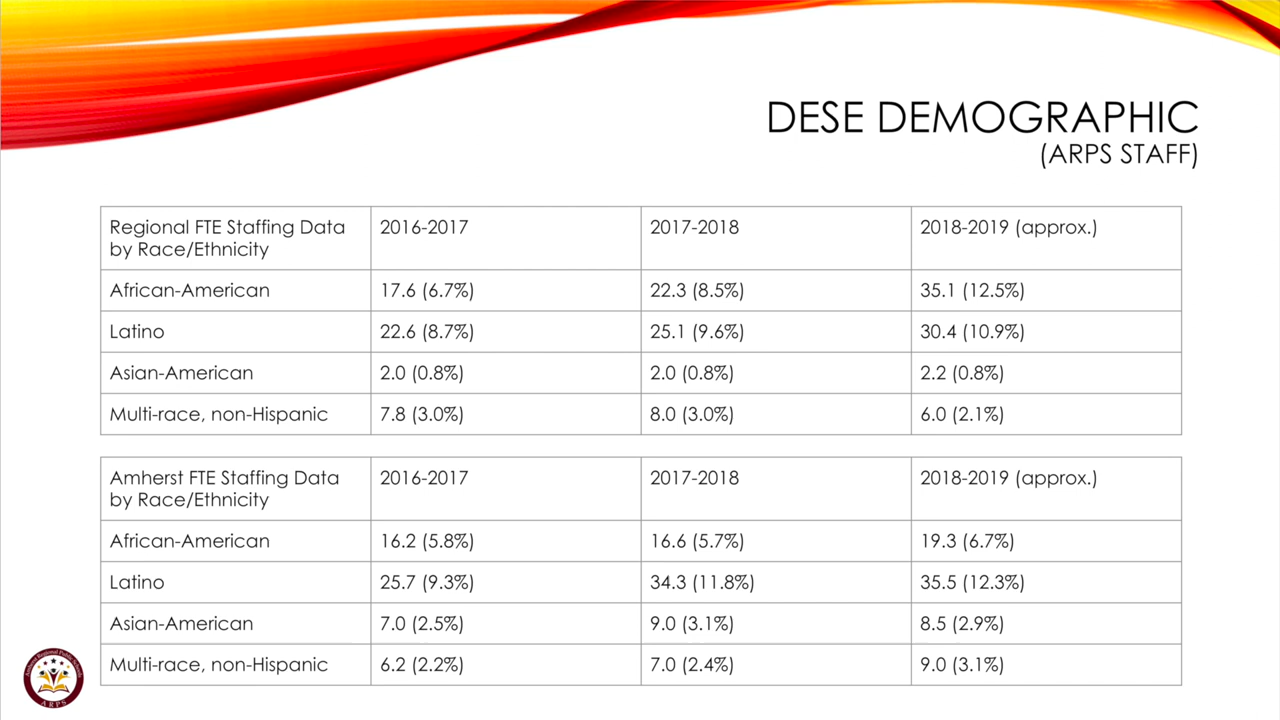 DESE DEMOGRAPHIC
(ARPS STAFF)
Regional FTE Staffing Data by Race/Ethnicity 2016-2017 2017-2018 2018-2019 (approx.)
African-American 17.6 (6.7%) 22.3 (8.5%) 35.1 (12.5%)
Latino 22.6 (8.7%) 25.1 (9.6%) 30.4 (10.9%)
Asian-American 2.0 (0.8%) 2.0 (0.8%) 2.2 (0.8%)
Multi-race, non-Hispanic 7.8 (3.0%) 8.0 (3.0%) 6.0 (2.1%)
Amherst FTE Staffing Data by Race/Ethnicity 2016-2017 2017-2018 2018-2019 (approx.)
African-American 16.2 (5.8%) 16.6 (5.7%) 19.3 (6.7%)
Latino 25.7 (9.3%) 34.3 (11.8%) 35.5 (12.3%)
Asian-American 7.0 (2.5%) 9.0 (3.1%) 8.5 (2.9%)
Multi-race, non-Hispanic 6.2 (2.2%) 7.0 (2.4%) 9.0 (3.1%)
Amherst Regional Public Schools
ARPS